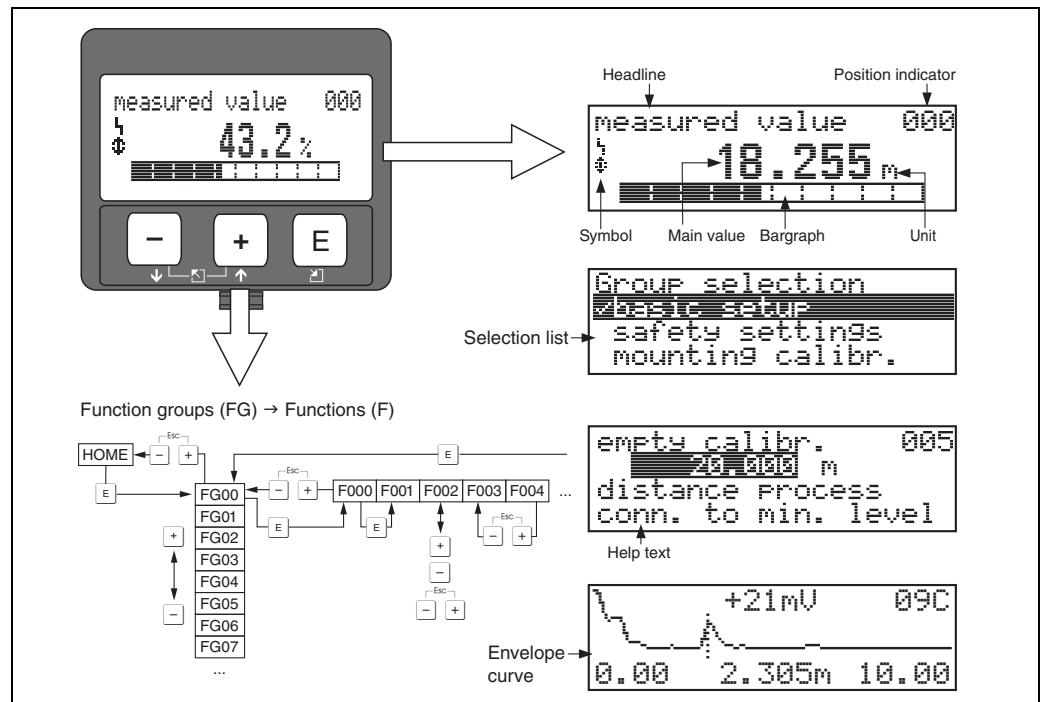 measured value 000
43.2 %
− + E
Headline Position indicator
measured value 000
18.255 m
Symbol Main value Bargraph Unit
Group selection
basic setup
safety settings
mounting calibr.
Selection list
empty calibr. 005
20.000 m
distance process
conn. to min. level
Help text
+21mV 09C
0.00 2.305m 10.00
Envelope
curve
Function groups (FG) → Functions (F)
HOME
Esc
− +
E
E
FG00
FG01
FG02
FG03
FG04
FG05
FG06
FG07
...
+
−
Esc
− +
F000 F001 F002 F003 F004 ...
E
E
+
−
Esc
− +
Esc
− +